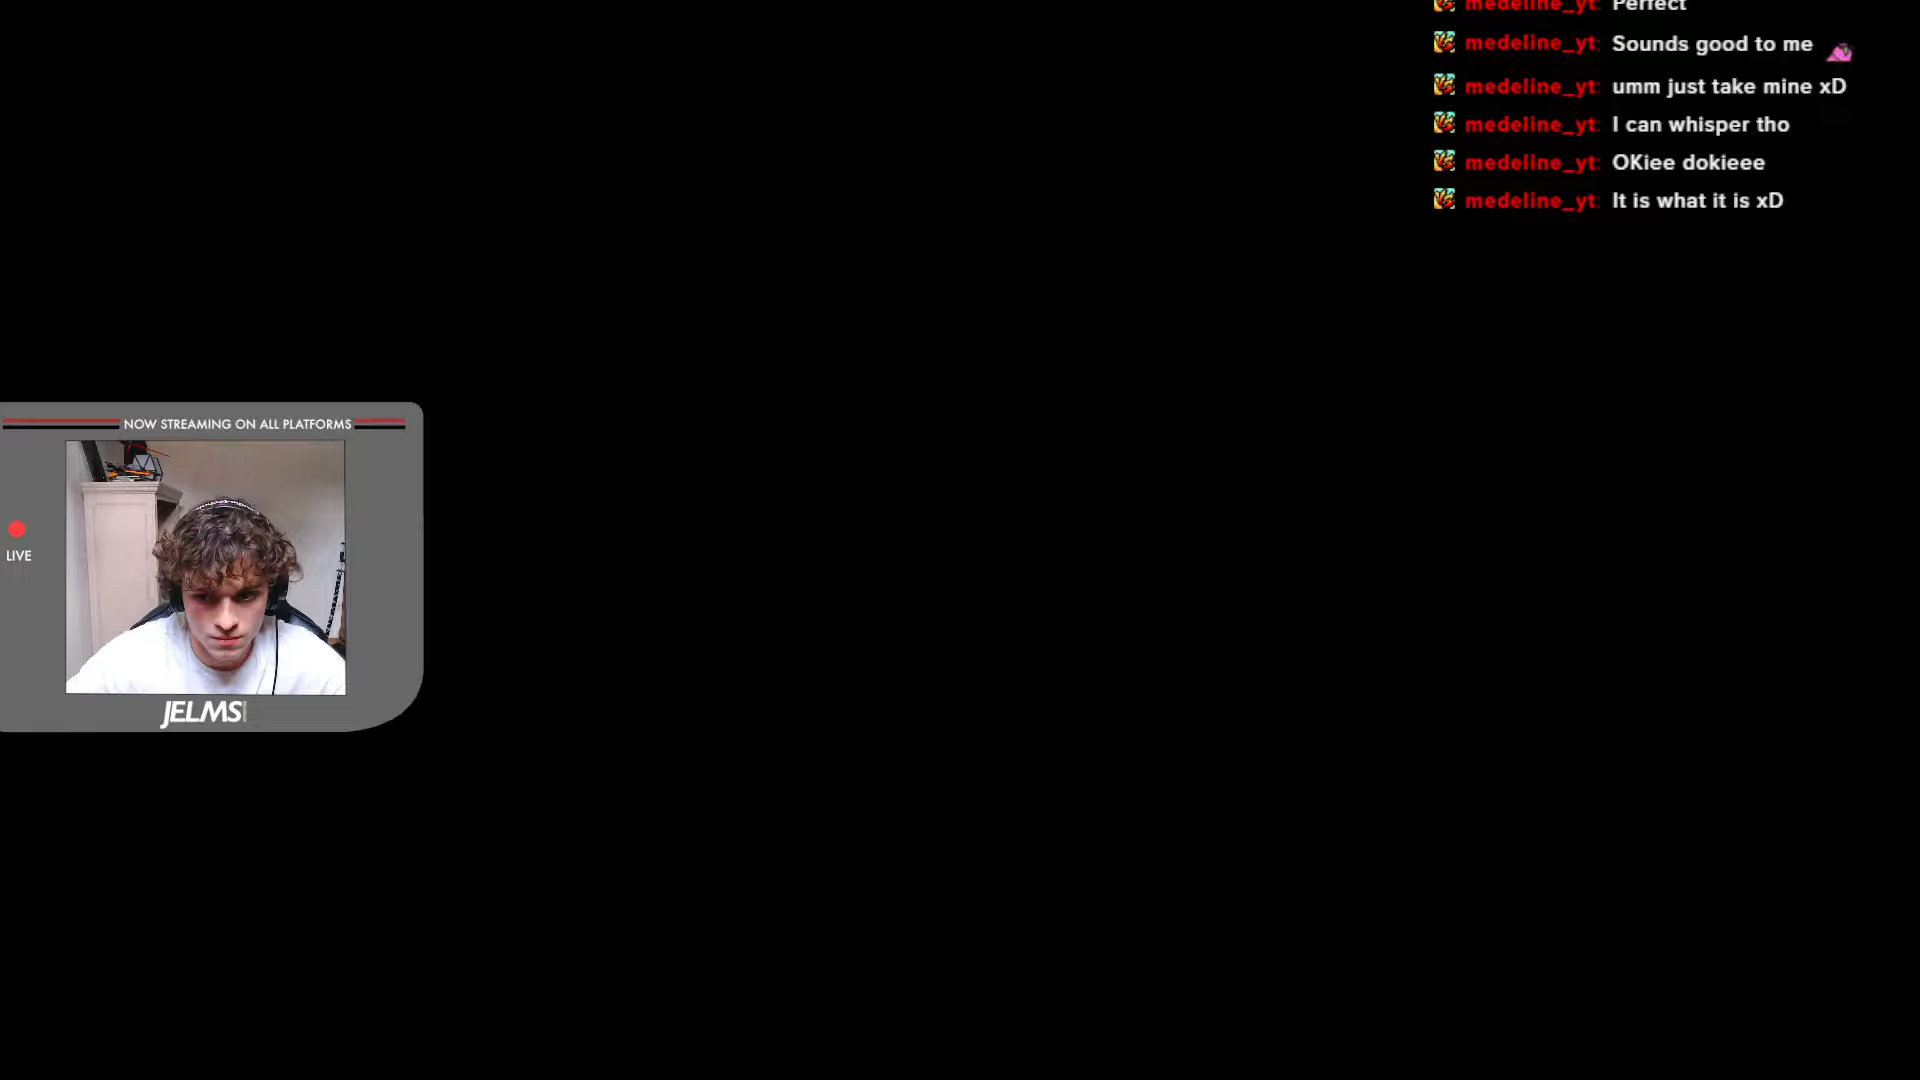 medeline_yt: Perfect
medeline_yt: Sounds good to me
medeline_yt: umm just take mine xD
medeline_yt: I can whisper tho
medeline_yt: OKiee dokieee
medeline_yt: It is what it is xD
NOW STREAMING ON ALL PLATFORMS
LIVE
JELMS